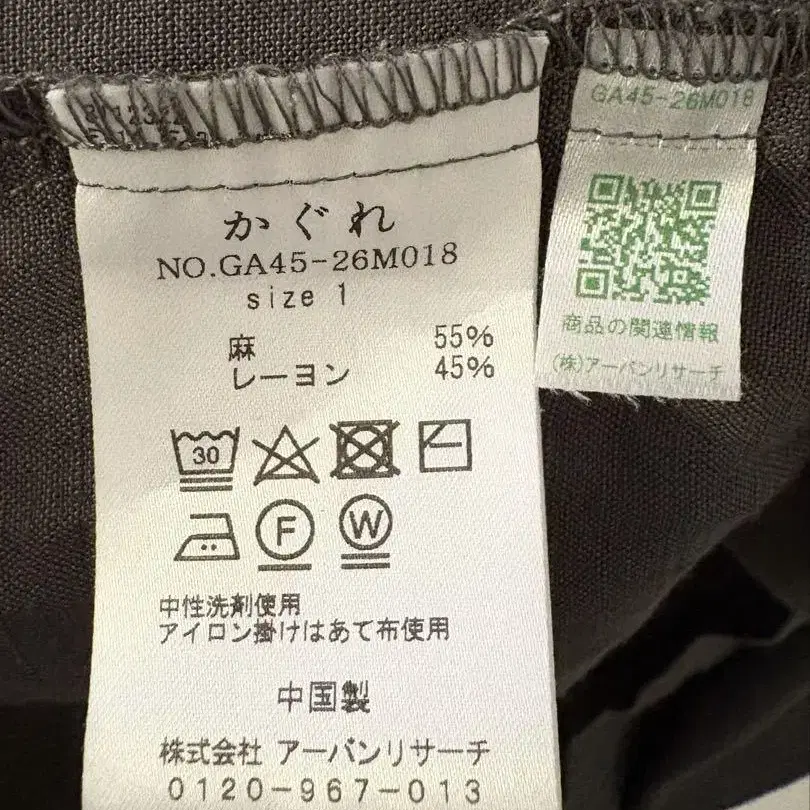 かぐれ
NO.GA45-26M018
size 1
麻 55%
レーヨン 45%
30
F W
中性洗剤使用
アイロン掛けはあて布使用
中国製
株式会社 アーバンリサーチ
0120-967-013
GA45-26M018
商品の関連情報
(株)アーバンリサーチ